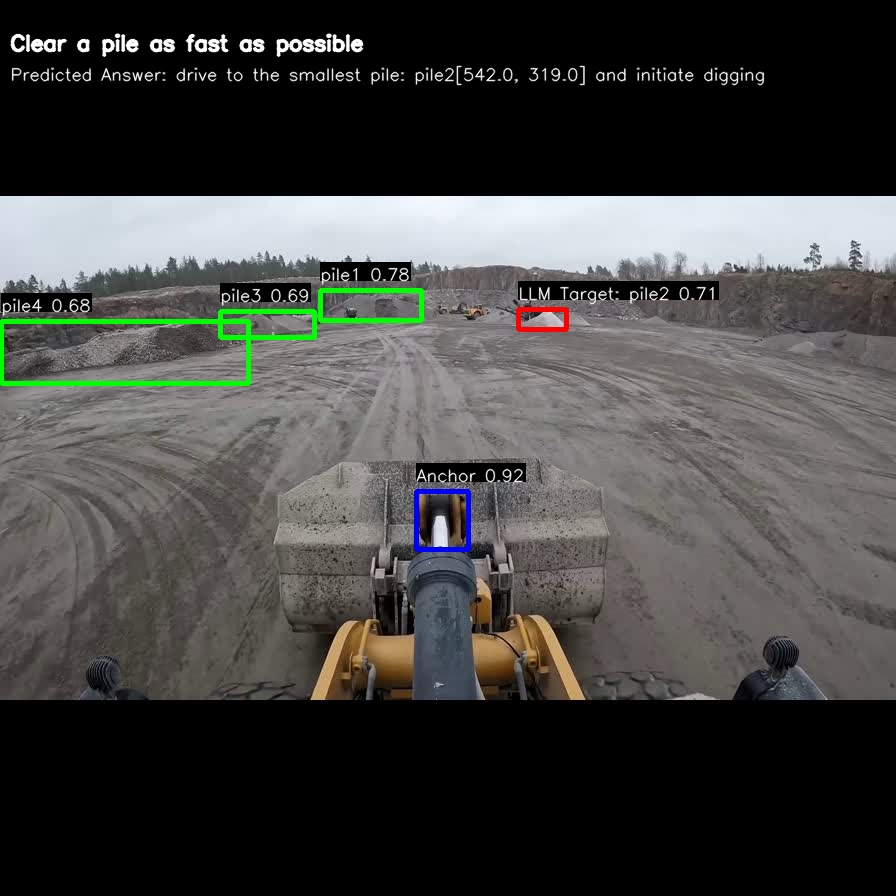 Clear a pile as fast as possible
Predicted Answer: drive to the smallest pile: pile2[542.0, 319.0] and initiate digging
pile1 0.78
pile3 0.69
LLM Target: pile2 0.71
pile4 0.68
Anchor 0.92